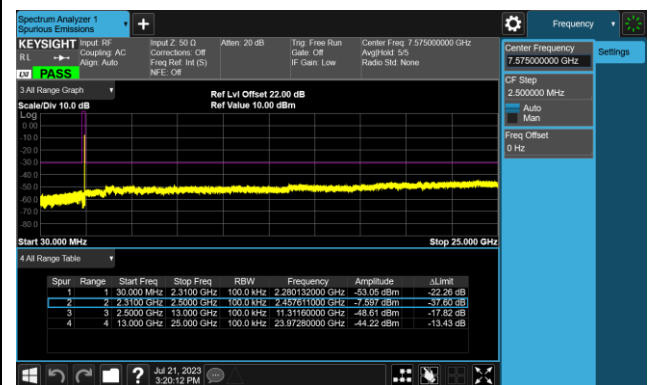 Spectrum Analyzer 1
Spurious Emissions
Frequency
KEYSIGHT
Input: RF
Coupling: AC
Align: Auto
Input Z: 50 Ω
Corrections: Off
Freq Ref: Int (S)
NFE: Off
Atten: 20 dB
Trig: Free Run
Gate: Off
IF Gain: Low
Center Freq: 7.575000000 GHz
Avg|Hold: 5/5
Radio Std: None
RL
LXI PASS
Center Frequency
7.575000000 GHz
Settings
CF Step
2.500000 MHz
Auto
Man
Freq Offset
0 Hz
3 All Range Graph
Scale/Div 10.0 dB
Ref Lvl Offset 22.00 dB
Ref Value 10.00 dBm
Log
0.00
-10.0
-20.0
-30.0
-40.0
-50.0
-60.0
-70.0
-80.0
Start 30.000 MHz
Stop 25.000 GHz
4 All Range Table
Spur Range Start Freq Stop Freq RBW Frequency Amplitude ΔLimit
1 1 30.000 MHz 2.3100 GHz 100.0 kHz 2.280132000 GHz -53.05 dBm -22.26 dB
2 2 2.3100 GHz 2.5000 GHz 100.0 kHz 2.457611000 GHz -7.597 dBm -37.60 dB
3 3 2.5000 GHz 13.000 GHz 100.0 kHz 11.31160000 GHz -48.61 dBm -17.82 dB
4 4 13.000 GHz 25.000 GHz 100.0 kHz 23.97280000 GHz -44.22 dBm -13.43 dB
Jul 21, 2023
3:20:12 PM